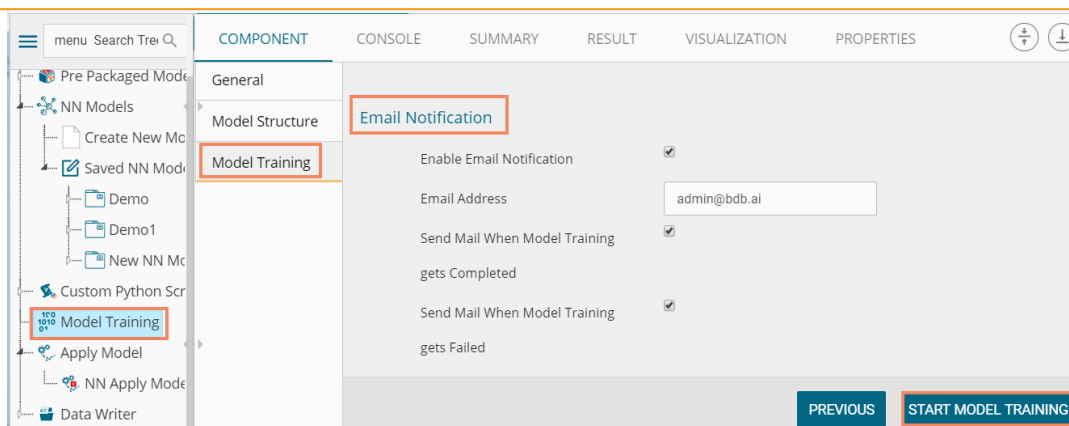 menu Search Tre
COMPONENT
CONSOLE
SUMMARY
RESULT
VISUALIZATION
PROPERTIES
Pre Packaged Mode
NN Models
Create New Mo
Saved NN Mode
Demo
Demo1
New NN Mo
Custom Python Scr
Model Training
Apply Model
NN Apply Mode
Data Writer
General
Model Structure
Model Training
Email Notification
Enable Email Notification
Email Address
admin@bdb.ai
Send Mail When Model Training
gets Completed
Send Mail When Model Training
gets Failed
PREVIOUS
START MODEL TRAINING